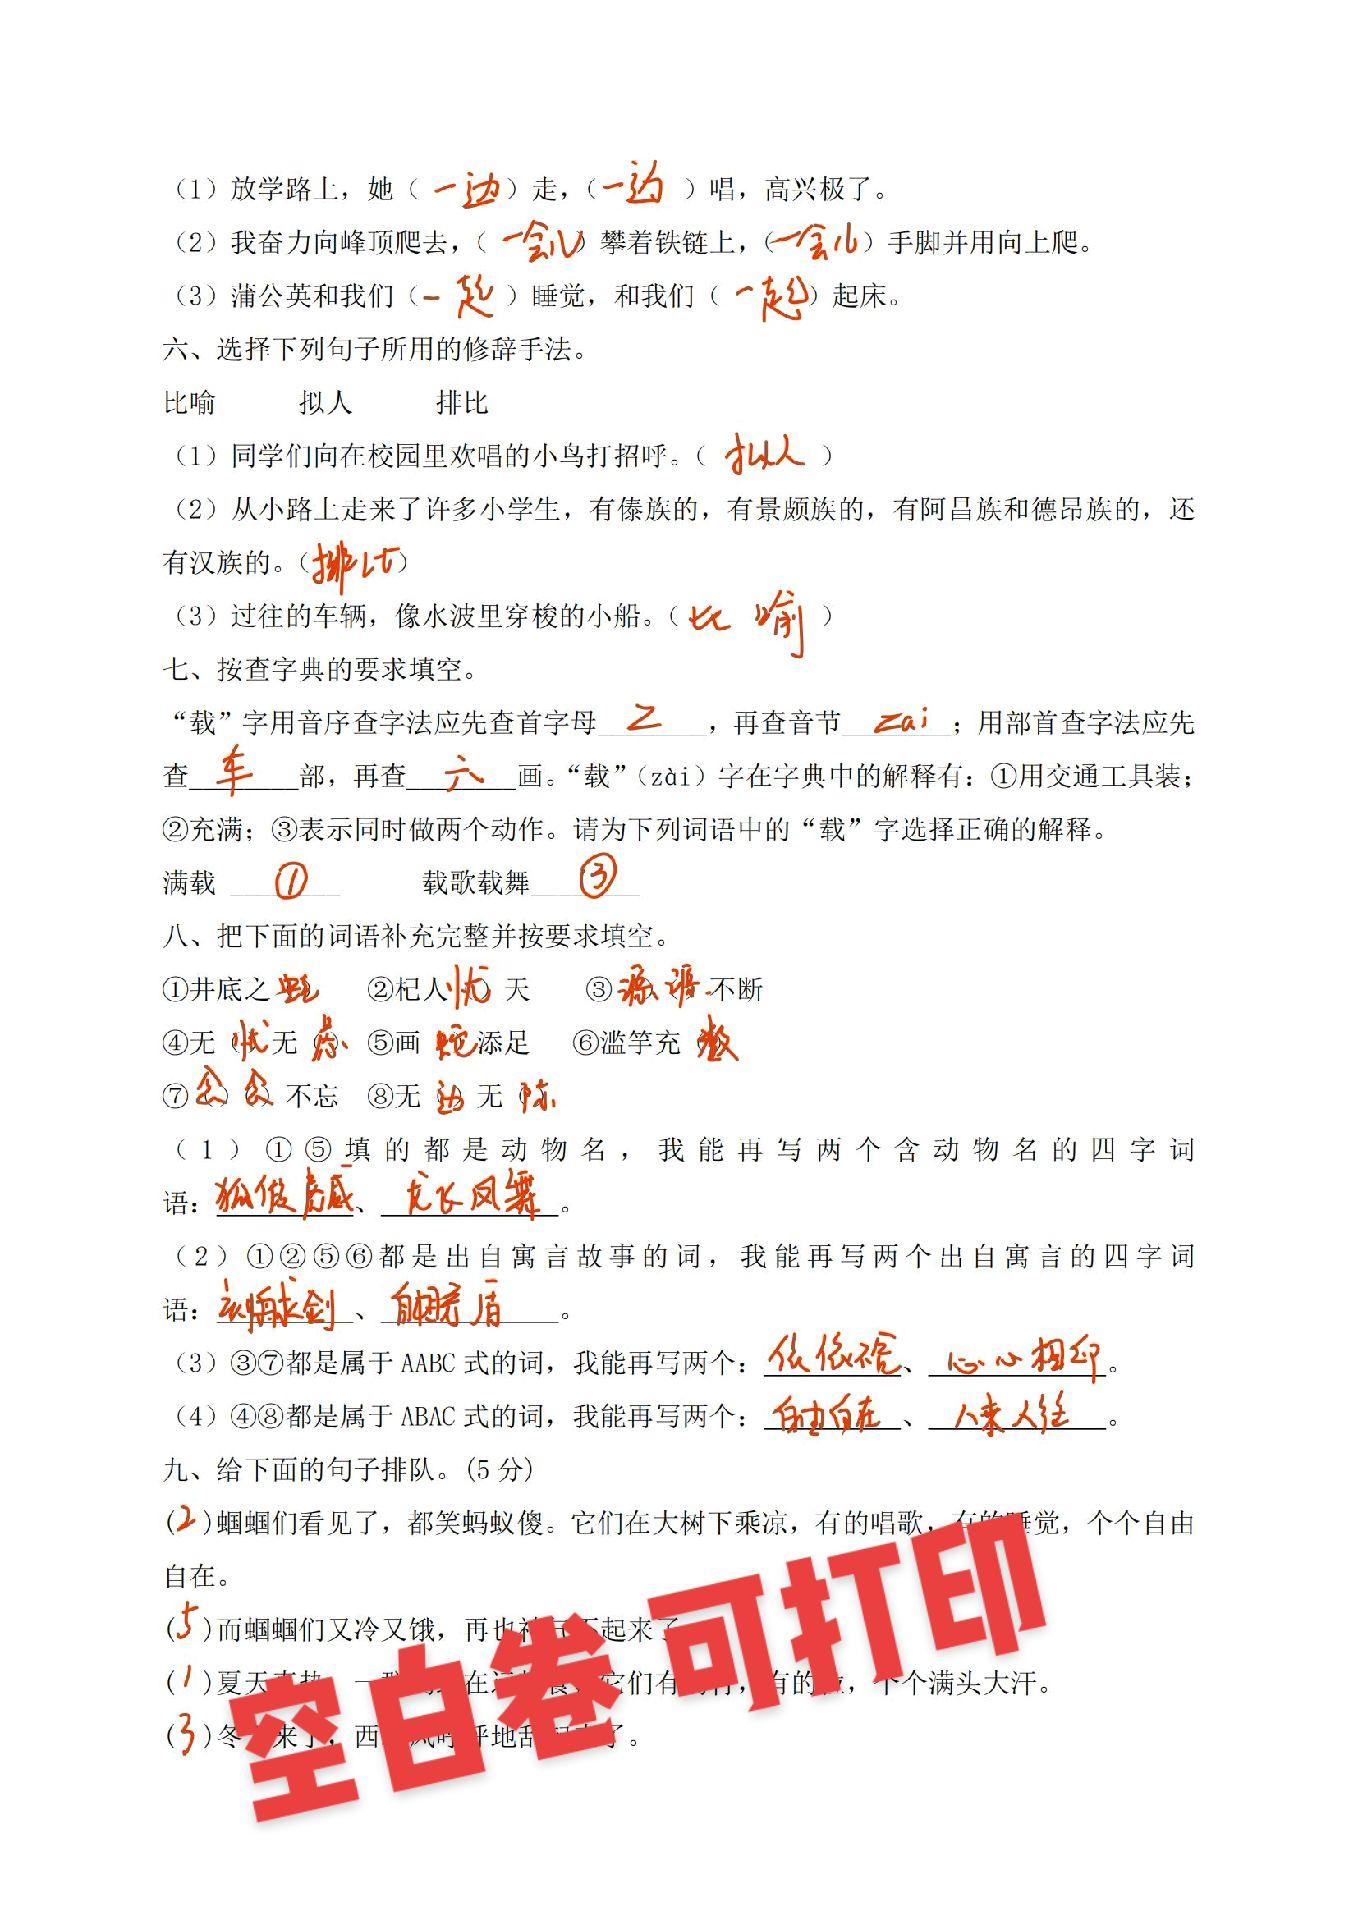 （1）放学路上，她（ 一边 ）走，（ 一边 ）唱，高兴极了。
（2）我奋力向峰顶爬去，（ 一会儿 ）攀着铁链上，（ 一会儿 ）手脚并用向上爬。
（3）蒲公英和我们（ 一起 ）睡觉，和我们（ 一起 ）起床。
六、选择下列句子所用的修辞手法。
比喻 拟人 排比
（1）同学们向在校园里欢唱的小鸟打招呼。（ 拟人 ）
（2）从小路上走来了许多小学生，有傣族的，有景颇族的，有阿昌族和德昂族的，还
有汉族的。（排比）
（3）过往的车辆，像水波里穿梭的小船。（ 比喻 ）
七、按查字典的要求填空。
“载”字用音序查字法应先查首字母 Z ，再查音节 zai ；用部首查字法应先
查 车 部，再查 六 画。“载”（zài）字在字典中的解释有：①用交通工具装；
②充满；③表示同时做两个动作。请为下列词语中的“载”字选择正确的解释。
满载 ① 载歌载舞 ③
八、把下面的词语补充完整并按要求填空。
①井底之（蛙） ②杞人（忧）天 ③（源）（源）不断
④无（忧）无（虑） ⑤画（蛇）添足 ⑥滥竽充（数）
⑦（念）（念）不忘 ⑧无（边）无（际）
（1）①⑤填的都是动物名，我能再写两个含动物名的四字词
语：狐假虎威、龙飞凤舞。
（2）①②⑤⑥都是出自寓言故事的词，我能再写两个出自寓言的四字词
语：刻舟求剑、自相矛盾。
（3）③⑦都是属于 AABC 式的词，我能再写两个：依依不舍、心心相印。
（4）④⑧都是属于 ABAC 式的词，我能再写两个：自由自在、人来人往。
九、给下面的句子排队。(5 分)
(2)蝈蝈们看见了，都笑蚂蚁傻。它们在大树下乘凉，有的唱歌，有的睡觉，个个自由
自在。
(5)而蝈蝈们又冷又饿，再也神气不起来了
(1)夏天真热，一群 在 它们有 ，有的 ，个个满头大汗。
(3)冬 来了，西 风呼呼地刮起来了。
空白卷 可打印